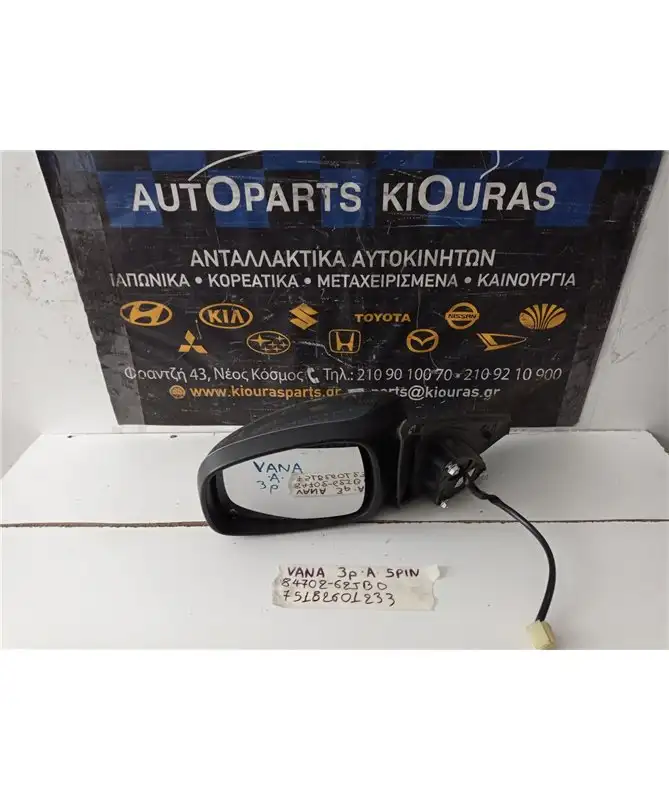 AUTOPARTS KIOURAS
ΑΝΤΑΛΛΑΚΤΙΚΑ ΑΥΤΟΚΙΝΗΤΩΝ
ΙΑΠΩΝΙΚΑ • ΚΟΡΕΑΤΙΚΑ • ΜΕΤΑΧΕΙΡΙΣΜΕΝΑ • ΚΑΙΝΟΥΡΓΙΑ
KIA
TOYOTA
NISSAN
Φραντζή 43, Νέος Κόσμος Τηλ.: 210 90 100 70 - 210 92 10 900
www.kiourasparts.gr parts@kiouras.gr
VANA
A.
3p
VANA 3p.A 5PIN
84702-62JB0
75182601233